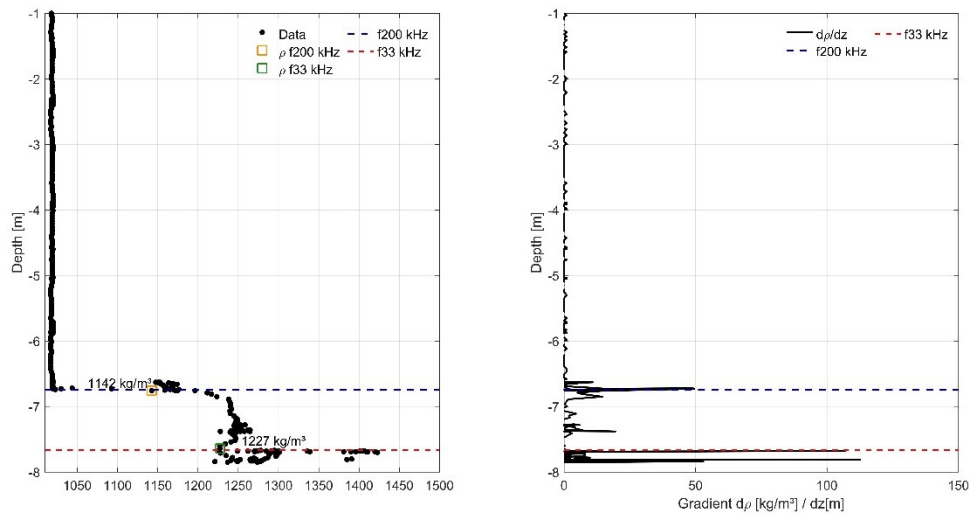 Data
ρ f200 kHz
ρ f33 kHz
f200 kHz
f33 kHz
-1
-2
-3
-4
-5
-6
-7
-8
Depth [m]
1142 kg/m³
1227 kg/m³
1050 1100 1150 1200 1250 1300 1350 1400 1450 1500
dρ/dz
f200 kHz
f33 kHz
-1
-2
-3
-4
-5
-6
-7
-8
Depth [m]
0 50 100 150
Gradient dρ [kg/m³] / dz[m]